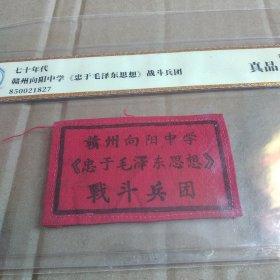 七十年代
赣州向阳中学《忠于毛泽东思想》战斗兵团
850021827
真品
赣州向阳中学
《忠于毛澤东思想》
戰斗兵团